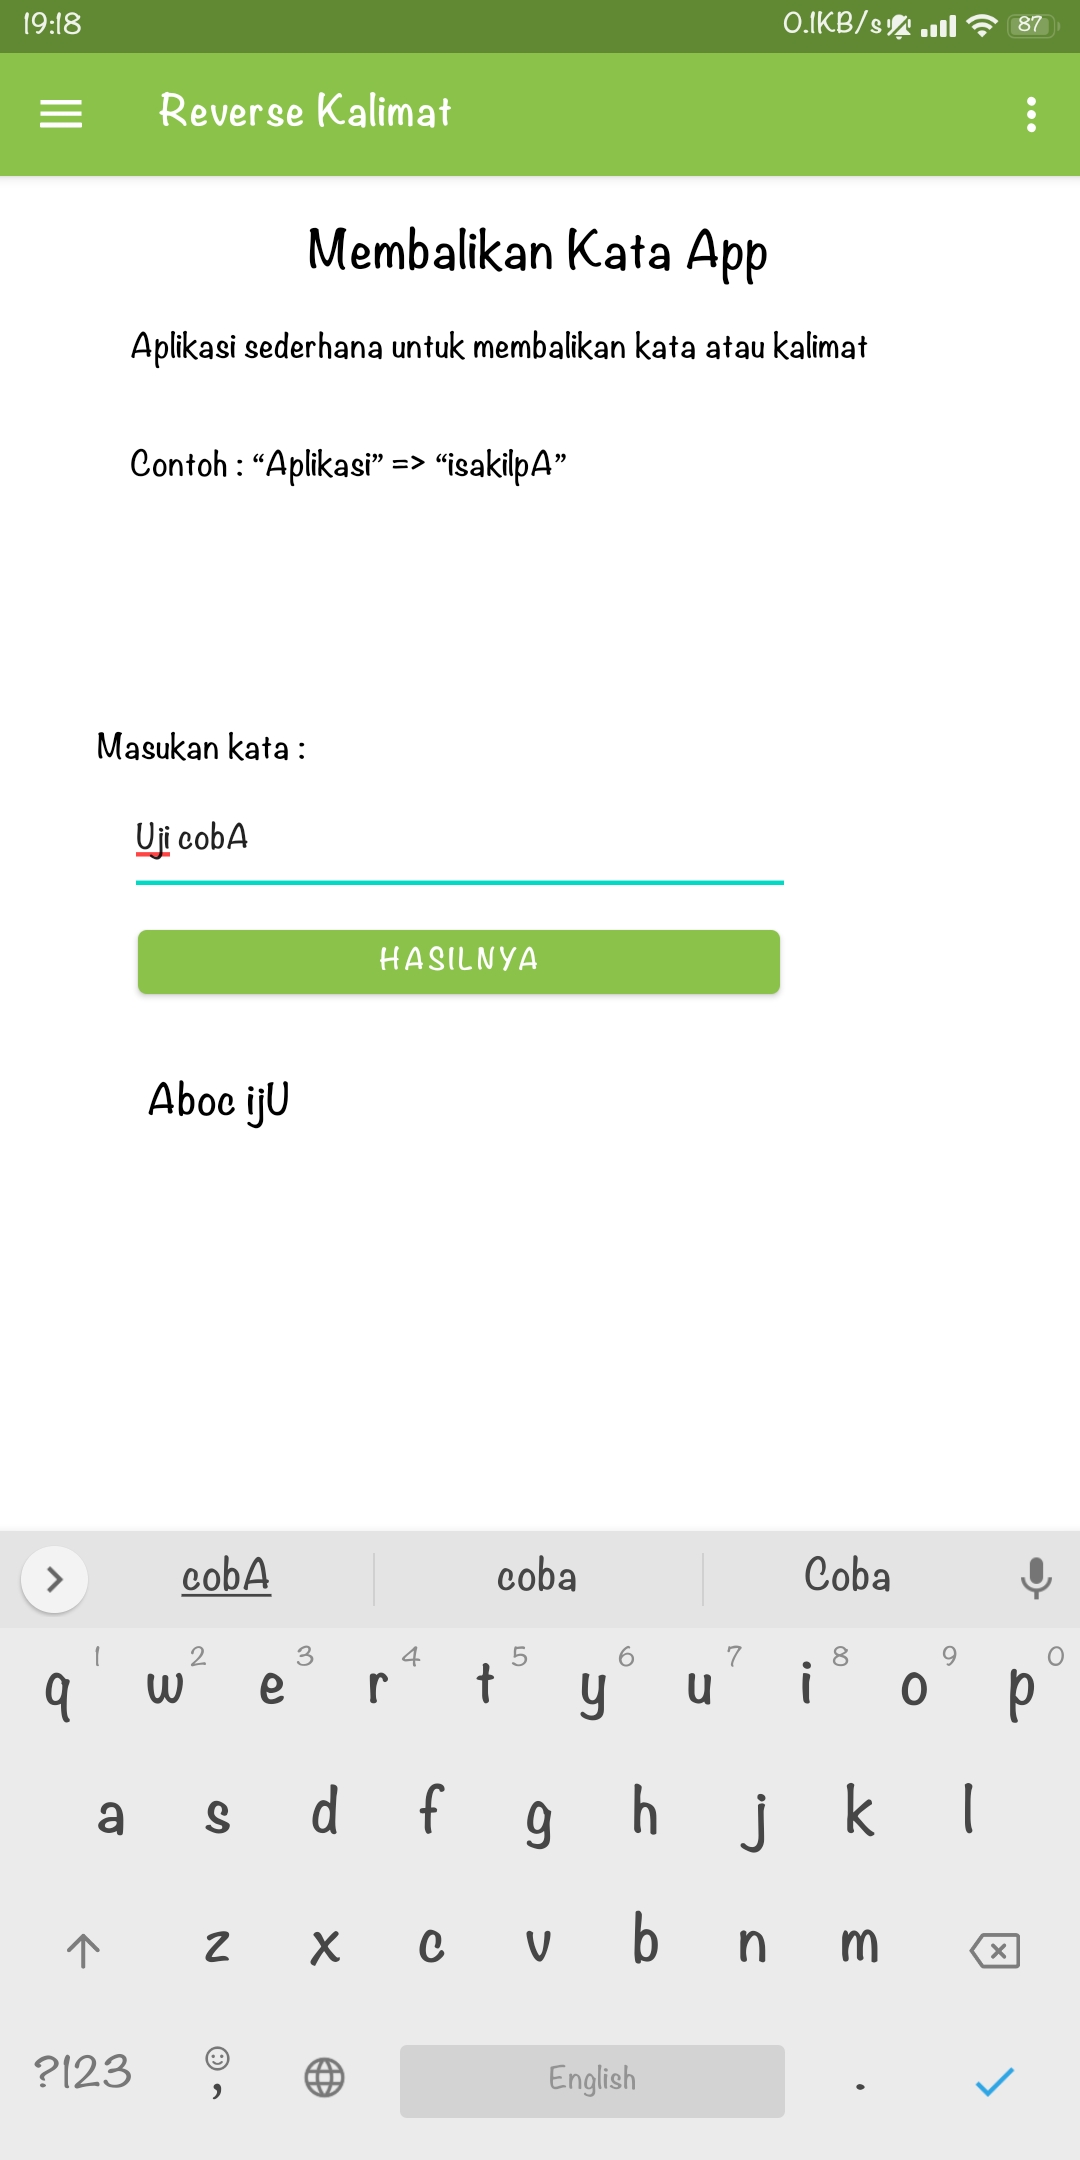 19:18 0.1KB/s 87
Reverse Kalimat
Membalikan Kata App
Aplikasi sederhana untuk membalikan kata atau kalimat
Contoh : “Aplikasi” => “isakilpA”
Masukan kata :
Uji cobA
HASILNYA
Aboc ijU
cobA coba Coba
1 2 3 4 5 6 7 8 9 0
q w e r t y u i o p
a s d f g h j k l
z x c v b n m
?123 , English .